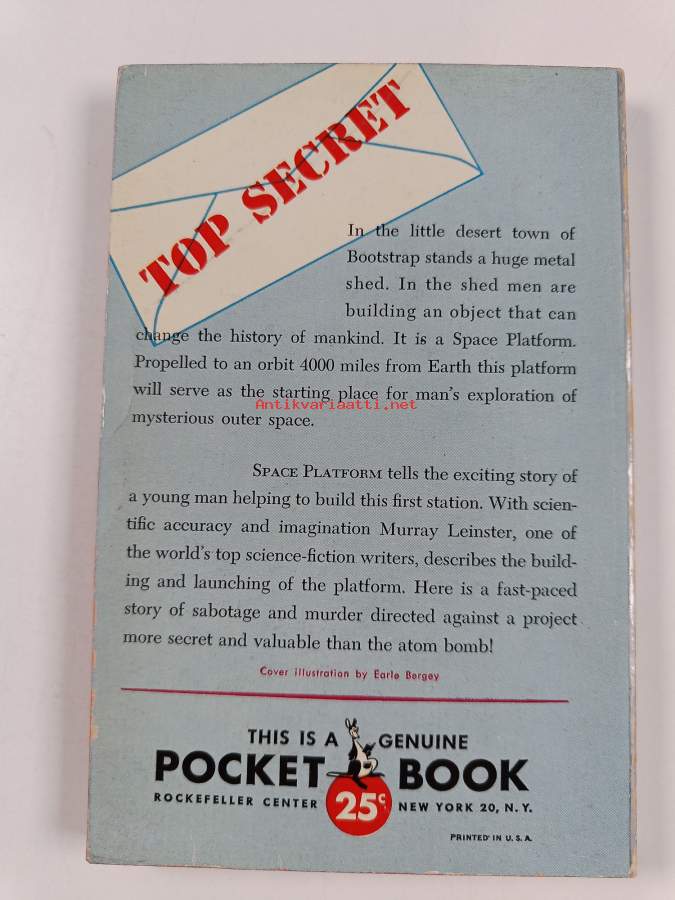 TOP SECRET
In the little desert town of
Bootstrap stands a huge metal
shed. In the shed men are
building an object that can
change the history of mankind. It is a Space Platform.
Propelled to an orbit 4000 miles from Earth this platform
will serve as the starting place for man's exploration of
Antikvariaatti.net
mysterious outer space.
SPACE PLATFORM tells the exciting story of
a young man helping to build this first station. With scien-
tific accuracy and imagination Murray Leinster, one of
the world's top science-fiction writers, describes the build-
ing and launching of the platform. Here is a fast-paced
story of sabotage and murder directed against a project
more secret and valuable than the atom bomb!
Cover illustration by Earle Bergey
THIS IS A GENUINE
POCKET BOOK
ROCKEFELLER CENTER 25¢ NEW YORK 20, N. Y.
PRINTED IN U. S. A.